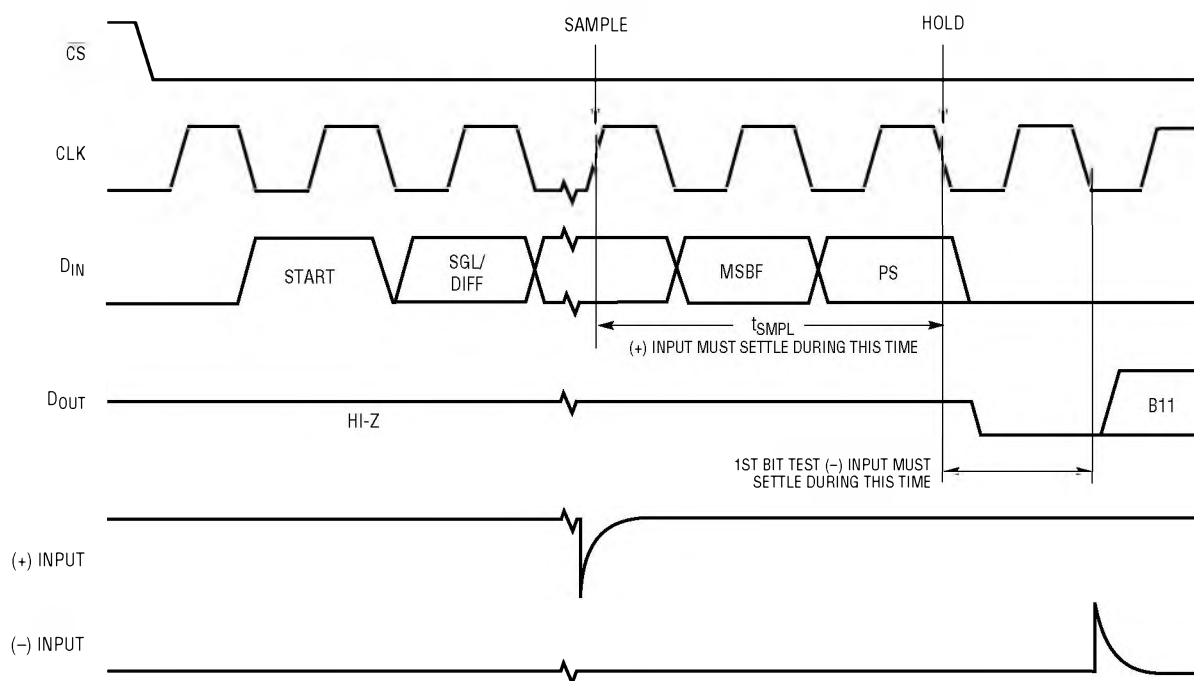 SAMPLE
HOLD
CS
CLK
DIN
START
SGL/
DIFF
MSBF
PS
tSMPL
(+) INPUT MUST SETTLE DURING THIS TIME
DOUT
HI-Z
B11
1ST BIT TEST (–) INPUT MUST
SETTLE DURING THIS TIME
(+) INPUT
(–) INPUT